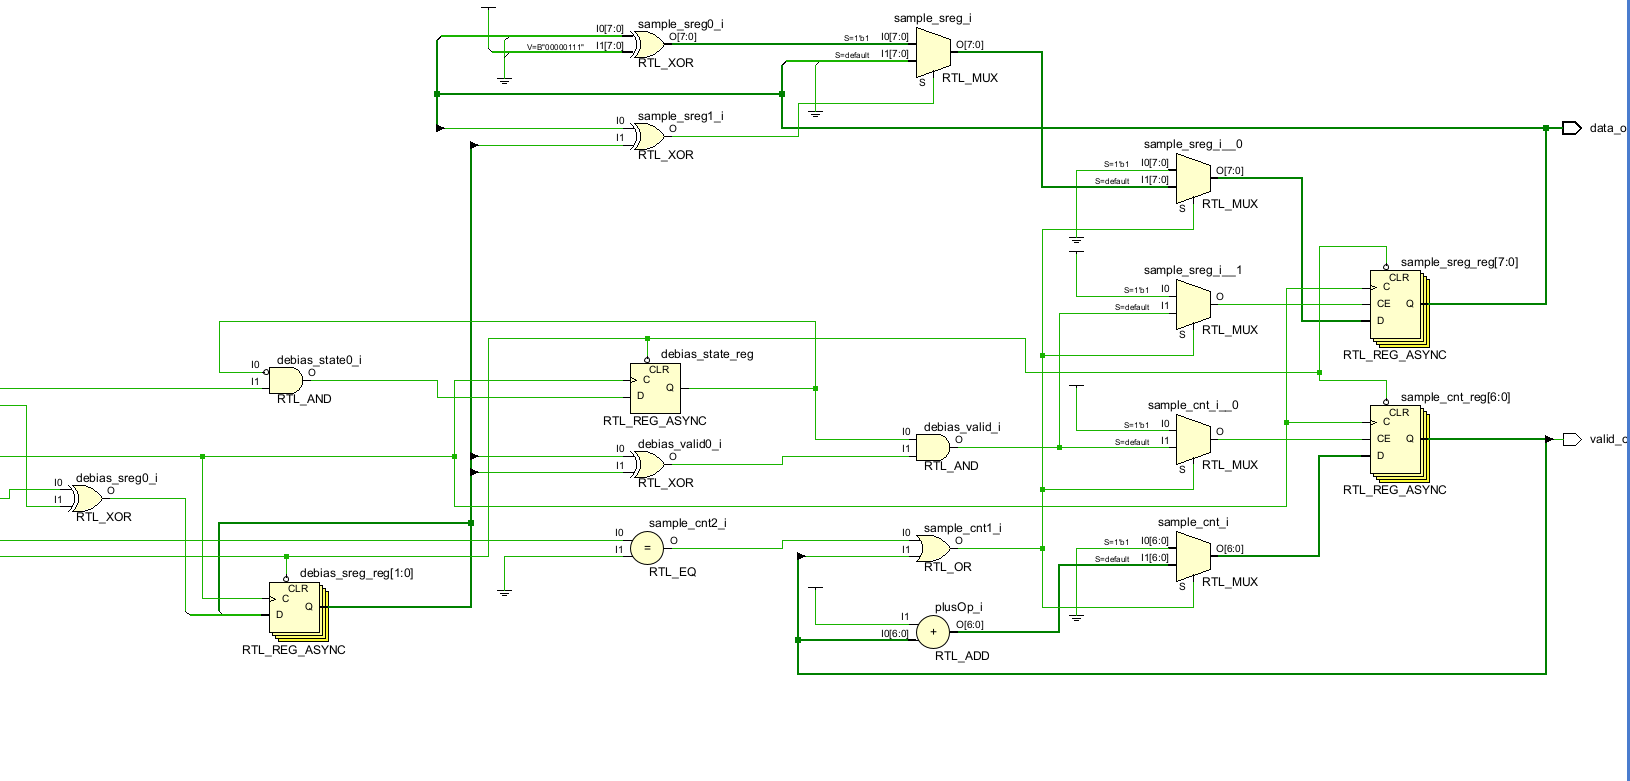 sample_sreg0_i
I0[7:0]
V=B"00000111" I1[7:0]
O[7:0]
RTL_XOR
sample_sreg_i
S=1'b1 I0[7:0]
S=default I1[7:0]
O[7:0]
S
RTL_MUX
sample_sreg1_i
I0
I1
O
RTL_XOR
data_o
sample_sreg_i__0
S=1'b1 I0[7:0]
S=default I1[7:0]
O[7:0]
S
RTL_MUX
sample_sreg_i__1
S=1'b1 I0
S=default I1
O
S
RTL_MUX
sample_sreg_reg[7:0]
CLR
C
CE Q
D
RTL_REG_ASYNC
debias_state0_i
I0
I1
O
RTL_AND
debias_state_reg
CLR
C
Q
D
RTL_REG_ASYNC
debias_valid_i
I0
I1
O
RTL_AND
debias_valid0_i
I0
I1
O
RTL_XOR
sample_cnt_i__0
S=1'b1 I0
S=default I1
O
S
RTL_MUX
sample_cnt_reg[6:0]
CLR
C
CE Q
D
RTL_REG_ASYNC
valid_o
debias_sreg0_i
I0
I1
O
RTL_XOR
sample_cnt2_i
I0
I1
=
O
RTL_EQ
sample_cnt1_i
I0
I1
O
RTL_OR
sample_cnt_i
S=1'b1 I0[6:0]
S=default I1[6:0]
O[6:0]
S
RTL_MUX
debias_sreg_reg[1:0]
CLR
C
Q
D
RTL_REG_ASYNC
plusOp_i
I1
I0[6:0]
+
O[6:0]
RTL_ADD